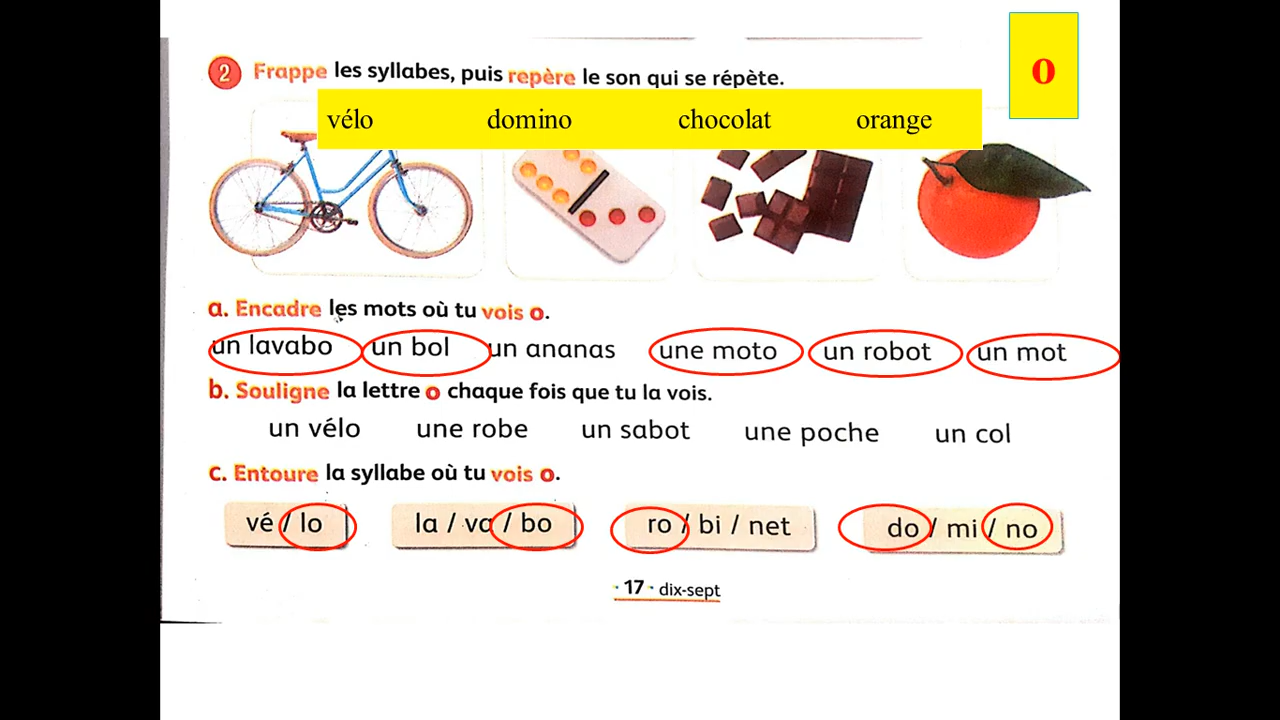 o
2 Frappe les syllabes, puis repère le son qui se répète.
vélo domino chocolat orange
a. Encadre les mots où tu vois o.
un lavabo un bol un ananas une moto un robot un mot
b. Souligne la lettre o chaque fois que tu la vois.
un vélo une robe un sabot une poche un col
c. Entoure la syllabe où tu vois o.
vé / lo la / va / bo ro / bi / net do / mi / no
· 17 · dix-sept